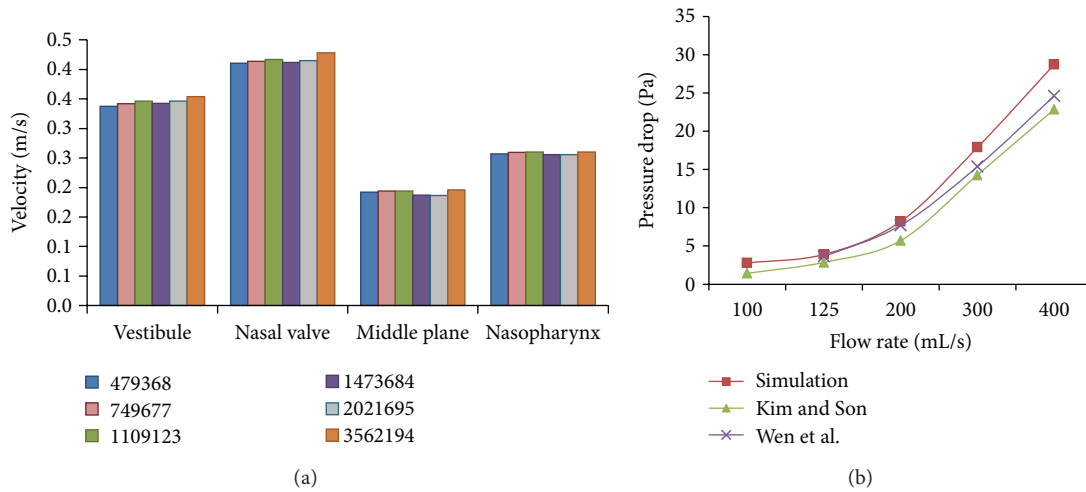 0.5
0.4
0.4
0.3
0.3
0.2
0.2
0.1
0.1
0.0
Velocity (m/s)
Vestibule Nasal valve Middle plane Nasopharynx
479368
749677
1109123
1473684
2021695
3562194
(a)
35
30
25
20
15
10
5
0
Pressure drop (Pa)
100 125 200 300 400
Flow rate (mL/s)
Simulation
Kim and Son
Wen et al.
(b)